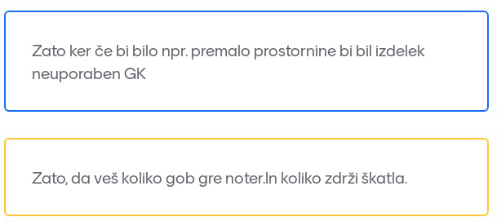 Zato ker če bi bilo npr. premalo prostornine bi bil izdelek
neuporaben GK
Zato, da veš koliko gob gre noter.In koliko zdrži škatla.